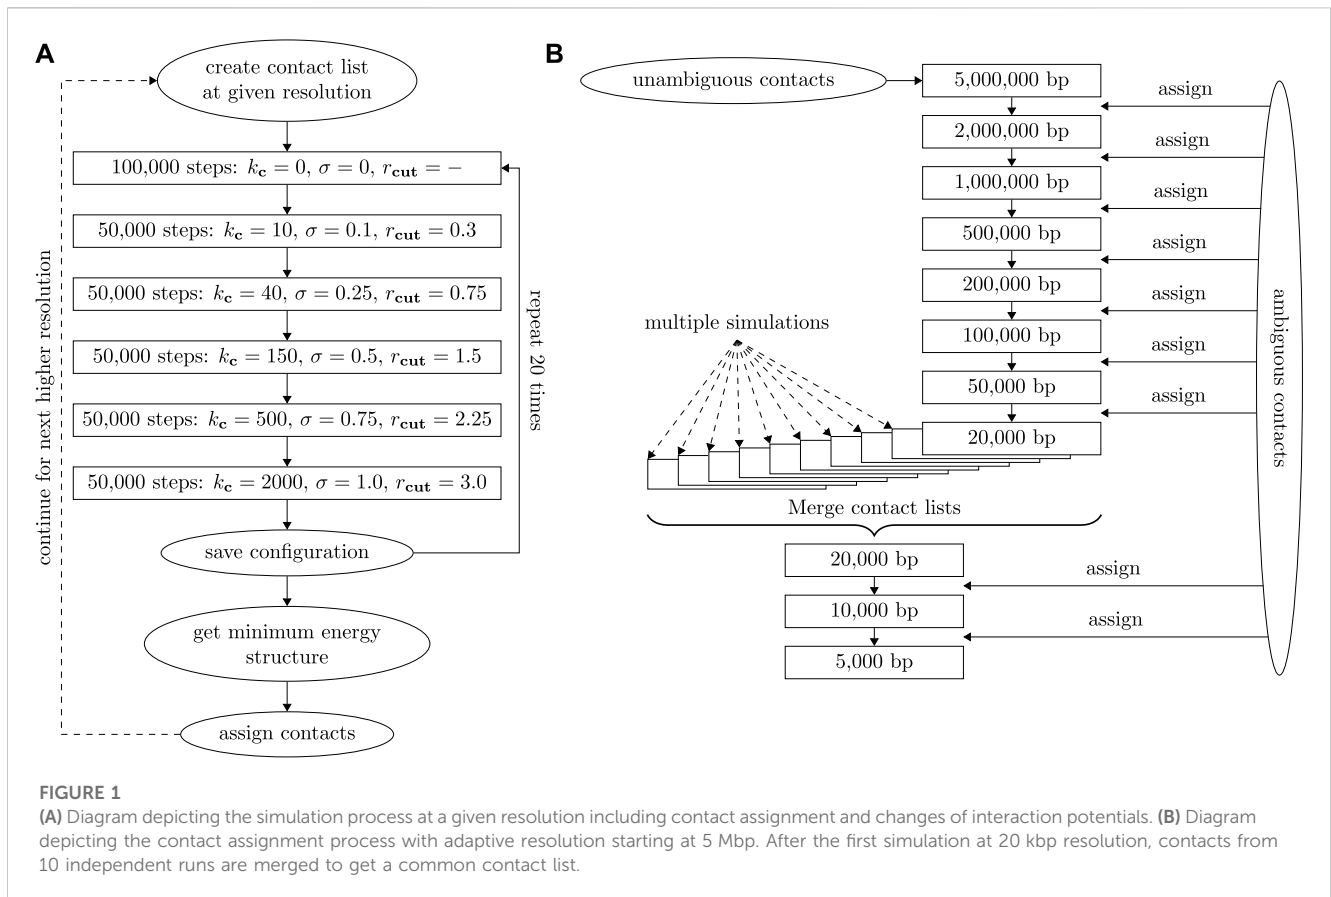 A
create contact list
at given resolution
100,000 steps: k_c = 0, σ = 0, r_cut = −
50,000 steps: k_c = 10, σ = 0.1, r_cut = 0.3
50,000 steps: k_c = 40, σ = 0.25, r_cut = 0.75
50,000 steps: k_c = 150, σ = 0.5, r_cut = 1.5
50,000 steps: k_c = 500, σ = 0.75, r_cut = 2.25
50,000 steps: k_c = 2000, σ = 1.0, r_cut = 3.0
save configuration
get minimum energy
structure
assign contacts
continue for next higher resolution
repeat 20 times
B
unambiguous contacts
5,000,000 bp
assign
2,000,000 bp
assign
1,000,000 bp
assign
500,000 bp
assign
200,000 bp
assign
100,000 bp
assign
50,000 bp
assign
20,000 bp
multiple simulations
Merge contact lists
20,000 bp
assign
10,000 bp
assign
5,000 bp
ambiguous contacts
FIGURE 1
(A) Diagram depicting the simulation process at a given resolution including contact assignment and changes of interaction potentials. (B) Diagram
depicting the contact assignment process with adaptive resolution starting at 5 Mbp. After the first simulation at 20 kbp resolution, contacts from
10 independent runs are merged to get a common contact list.